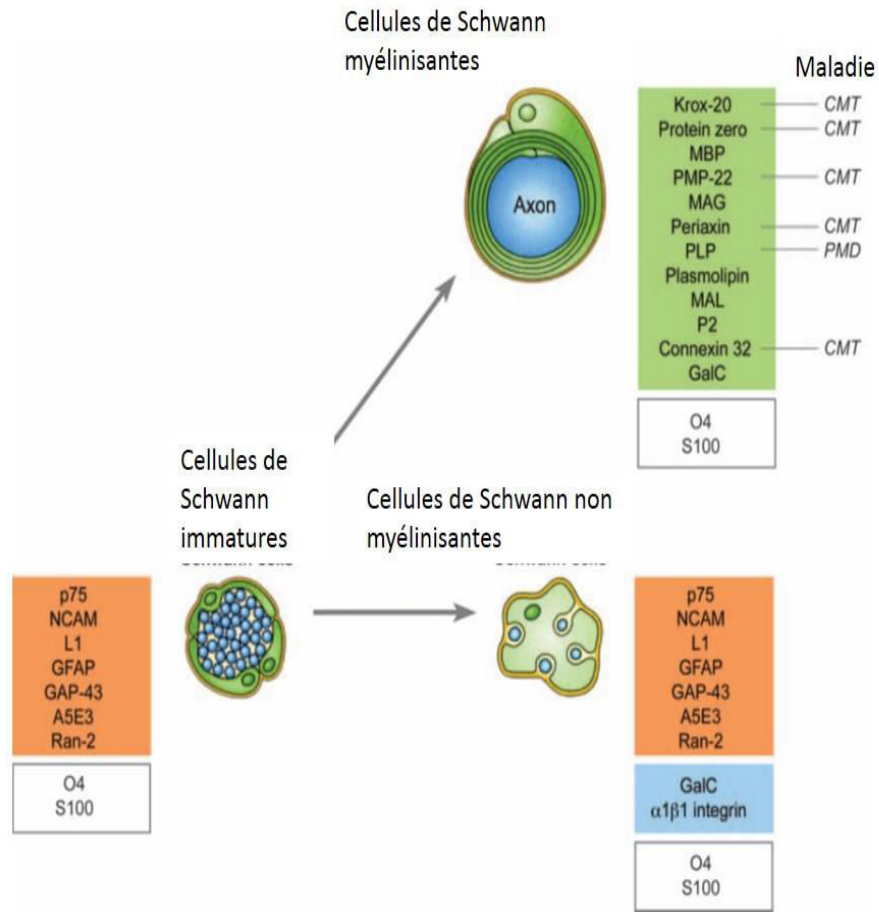 Cellules de Schwann
myélinisantes
Maladie
Krox-20 CMT
Protein zero CMT
MBP
PMP-22 CMT
MAG
Periaxin CMT
PLP PMD
Plasmolipin
MAL
P2
Connexin 32 CMT
GalC
O4
S100
Axon
Cellules de
Schwann
immatures
Cellules de Schwann non
myélinisantes
p75
NCAM
L1
GFAP
GAP-43
A5E3
Ran-2
O4
S100
p75
NCAM
L1
GFAP
GAP-43
A5E3
Ran-2
GalC
α1β1 integrin
O4
S100